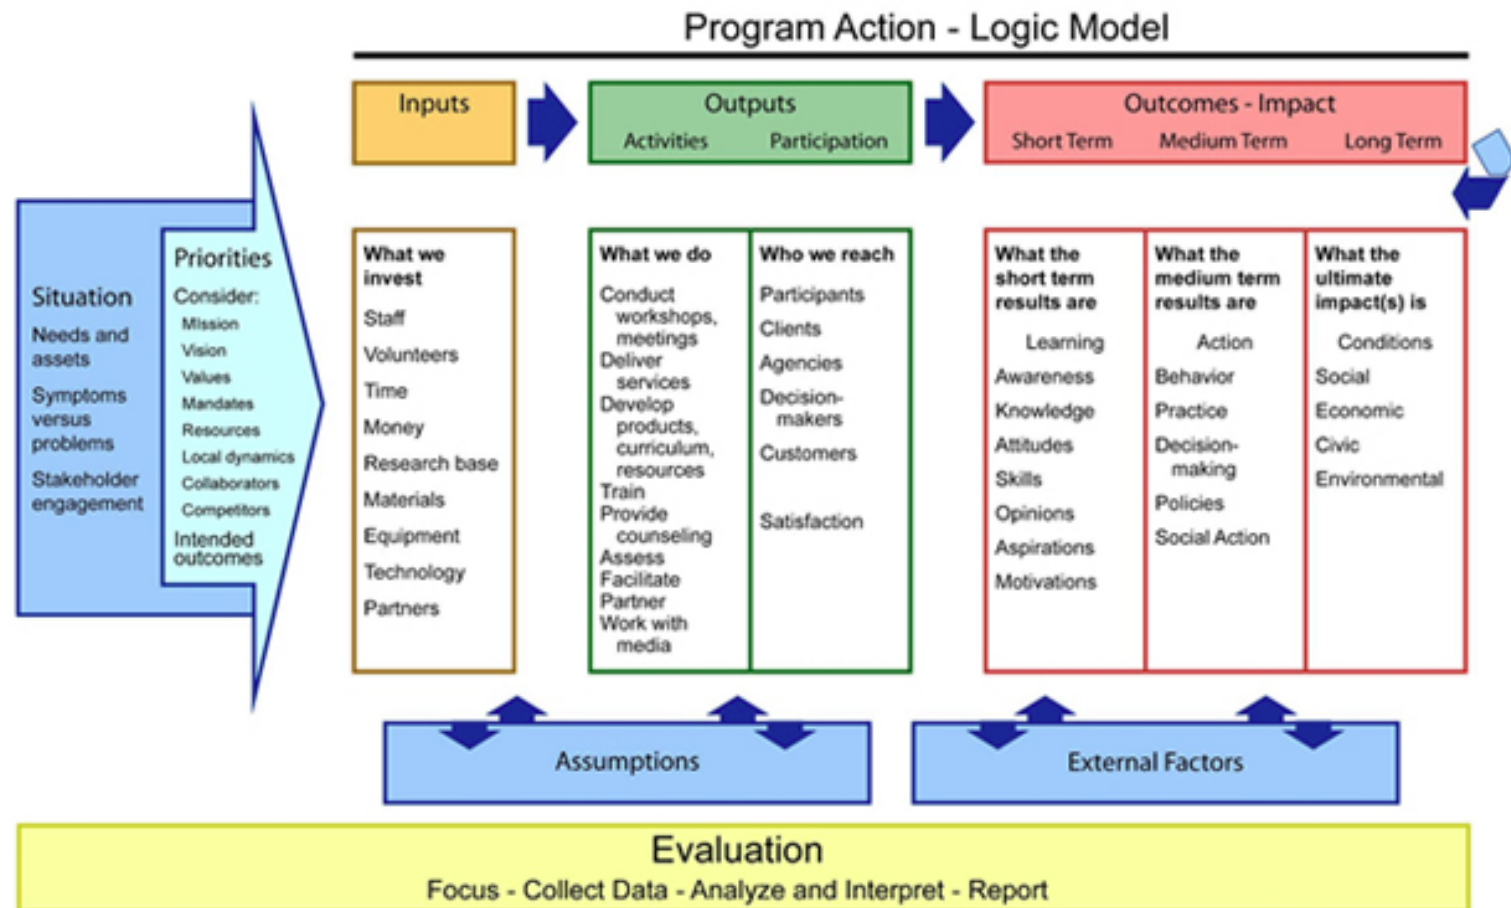 Program Action - Logic Model
Inputs
Outputs
Activities
Participation
Outcomes - Impact
Short Term
Medium Term
Long Term
Situation
Needs and
assets
Symptoms
versus
problems
Stakeholder
engagement
Priorities
Consider:
MIssion
Vision
Values
Mandates
Resources
Local dynamics
Collaborators
Competitors
Intended
outcomes
What we
invest
Staff
Volunteers
Time
Money
Research base
Materials
Equipment
Technology
Partners
What we do
Conduct
workshops,
meetings
Deliver
services
Develop
products,
curriculum,
resources
Train
Provide
counseling
Assess
Facilitate
Partner
Work with
media
Who we reach
Participants
Clients
Agencies
Decision-
makers
Customers
Satisfaction
What the
short term
results are
Learning
Awareness
Knowledge
Attitudes
Skills
Opinions
Aspirations
Motivations
What the
medium term
results are
Action
Behavior
Practice
Decision-
making
Policies
Social Action
What the
ultimate
impact(s) is
Conditions
Social
Economic
Civic
Environmental
Assumptions
External Factors
Evaluation
Focus - Collect Data - Analyze and Interpret - Report